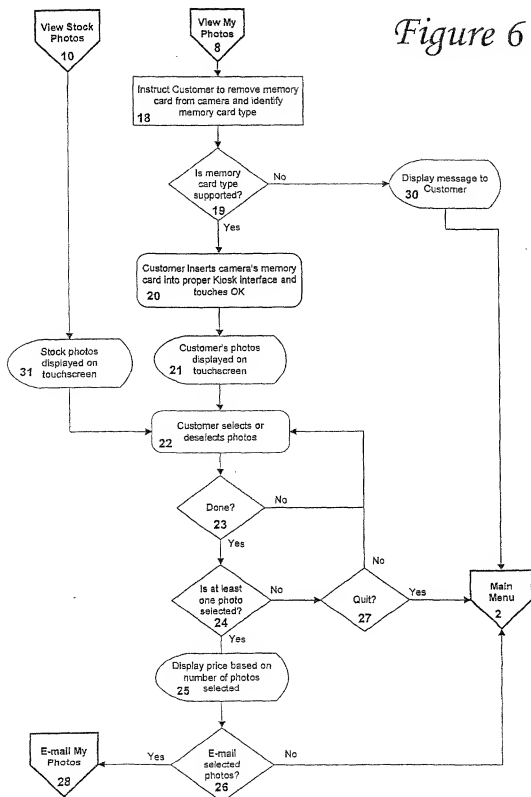 Figure 6
View Stock
Photos
10
View My
Photos
8
Instruct Customer to remove memory
card from camera and identify
18 memory card type
Is memory
card type
supported?
19
No
Yes
Display message to
Customer
30
Customer Inserts camera's memory
card into proper Kiosk interface and
20 touches OK
Stock photos
displayed on
31 touchscreen
Customer's photos
displayed on
21 touchscreen
Customer selects or
deselects photos
22
Done?
23
No
Yes
Is at least
one photo
selected?
24
No
Yes
Quit?
27
No
Yes
Main
Menu
2
Display price based on
number of photos
25 selected
E-mail
selected
photos?
26
Yes
No
E-mail My
Photos
28